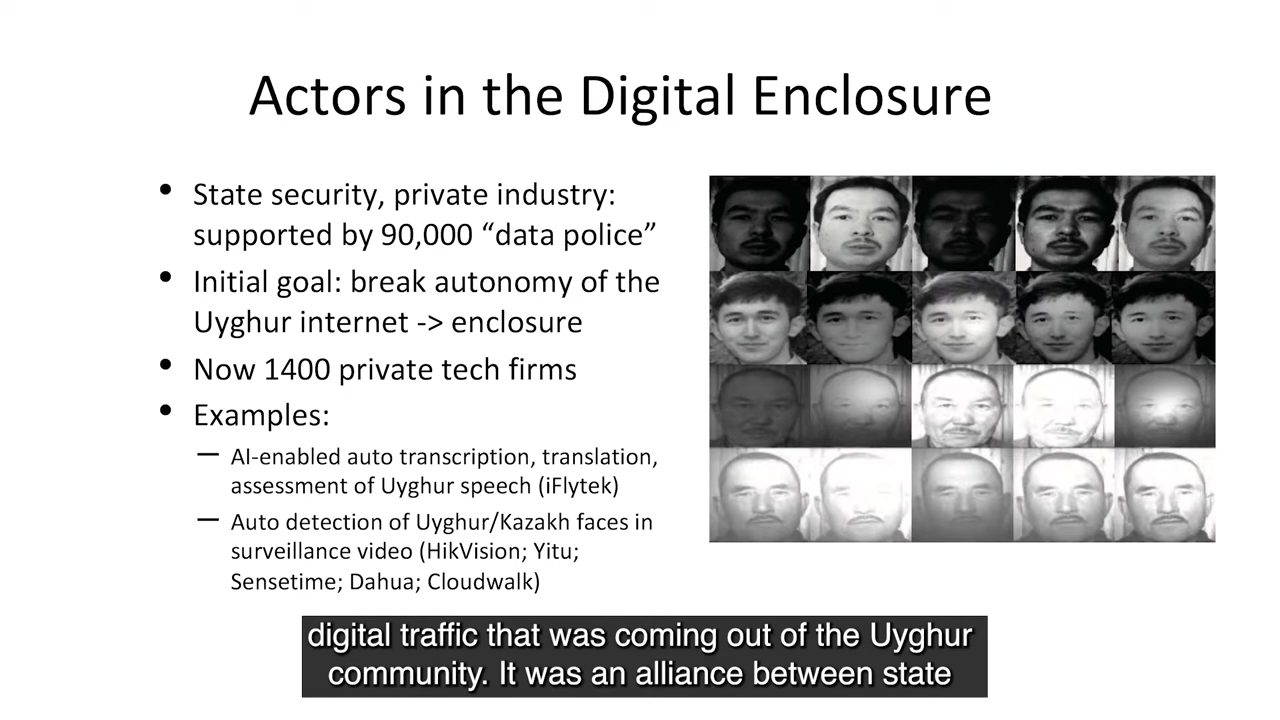 Actors in the Digital Enclosure
• State security, private industry:
supported by 90,000 “data police”
• Initial goal: break autonomy of the
Uyghur internet -> enclosure
• Now 1400 private tech firms
• Examples:
– AI-enabled auto transcription, translation,
assessment of Uyghur speech (iFlytek)
– Auto detection of Uyghur/Kazakh faces in
surveillance video (HikVision; Yitu;
Sensetime; Dahua; Cloudwalk)
digital traffic that was coming out of the Uyghur
community. It was an alliance between state